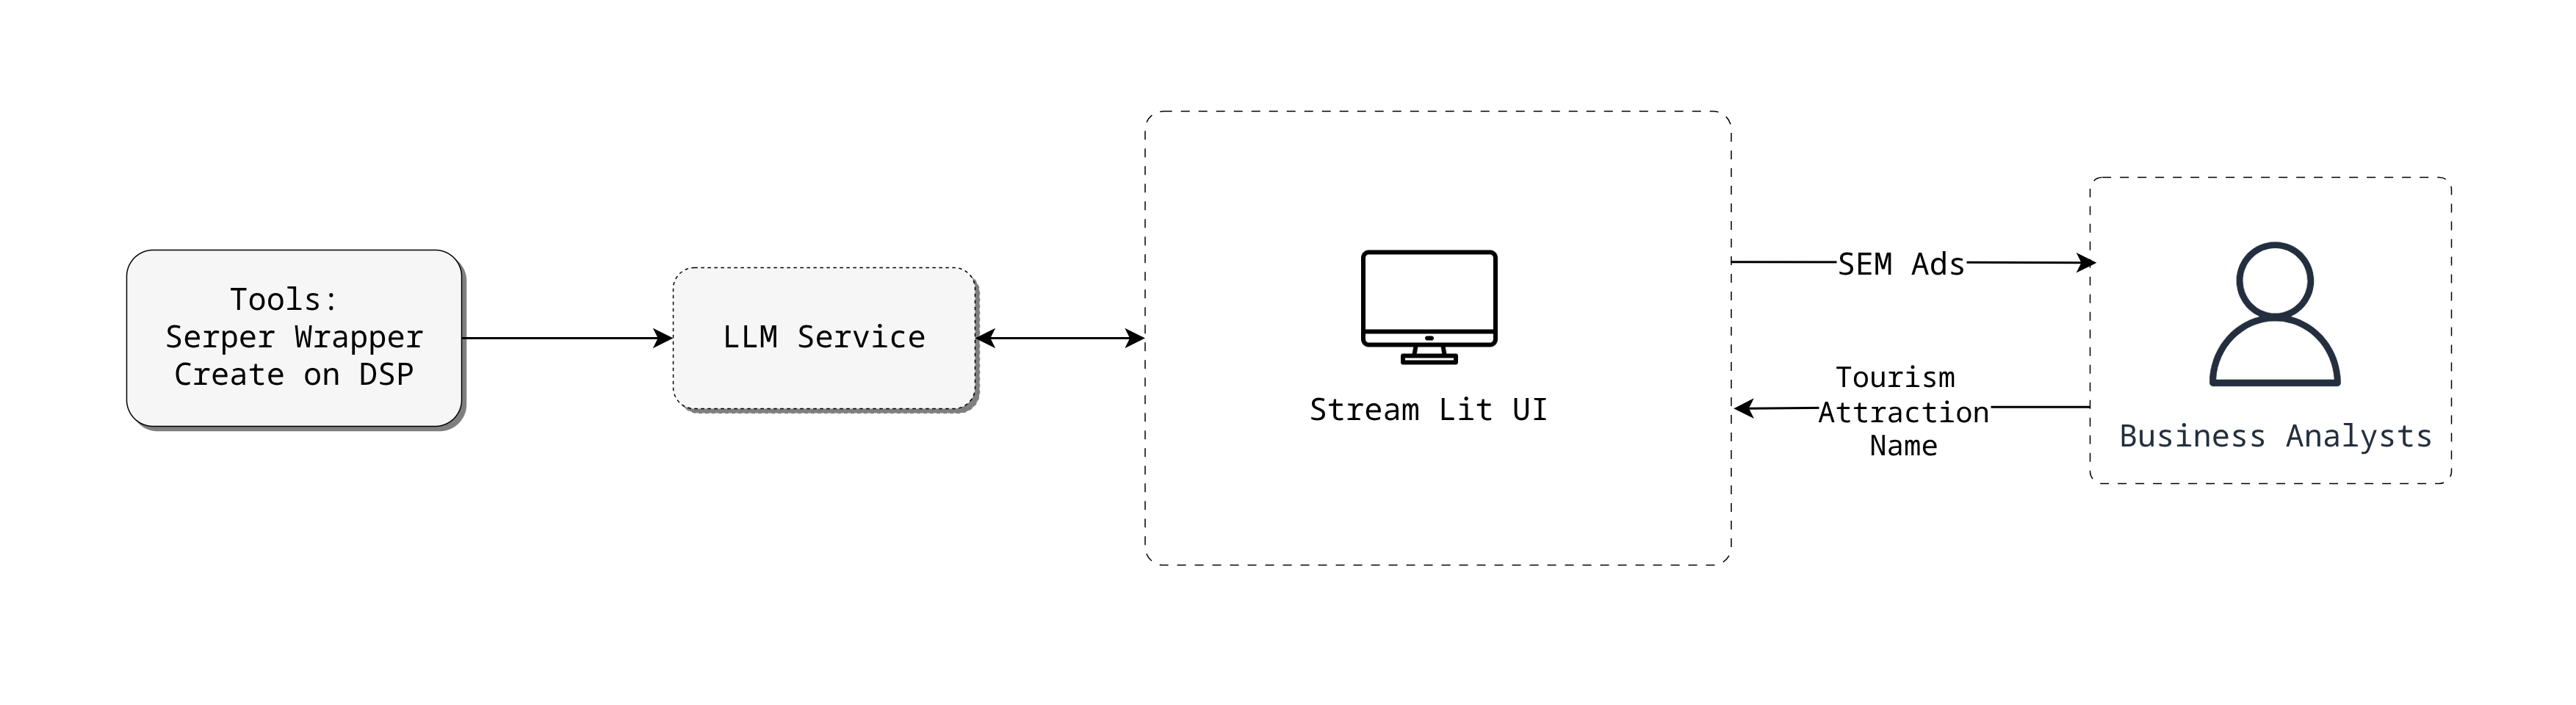 Tools:
Serper Wrapper
Create on DSP
LLM Service
Stream Lit UI
SEM Ads
Tourism
Attraction
Name
Business Analysts